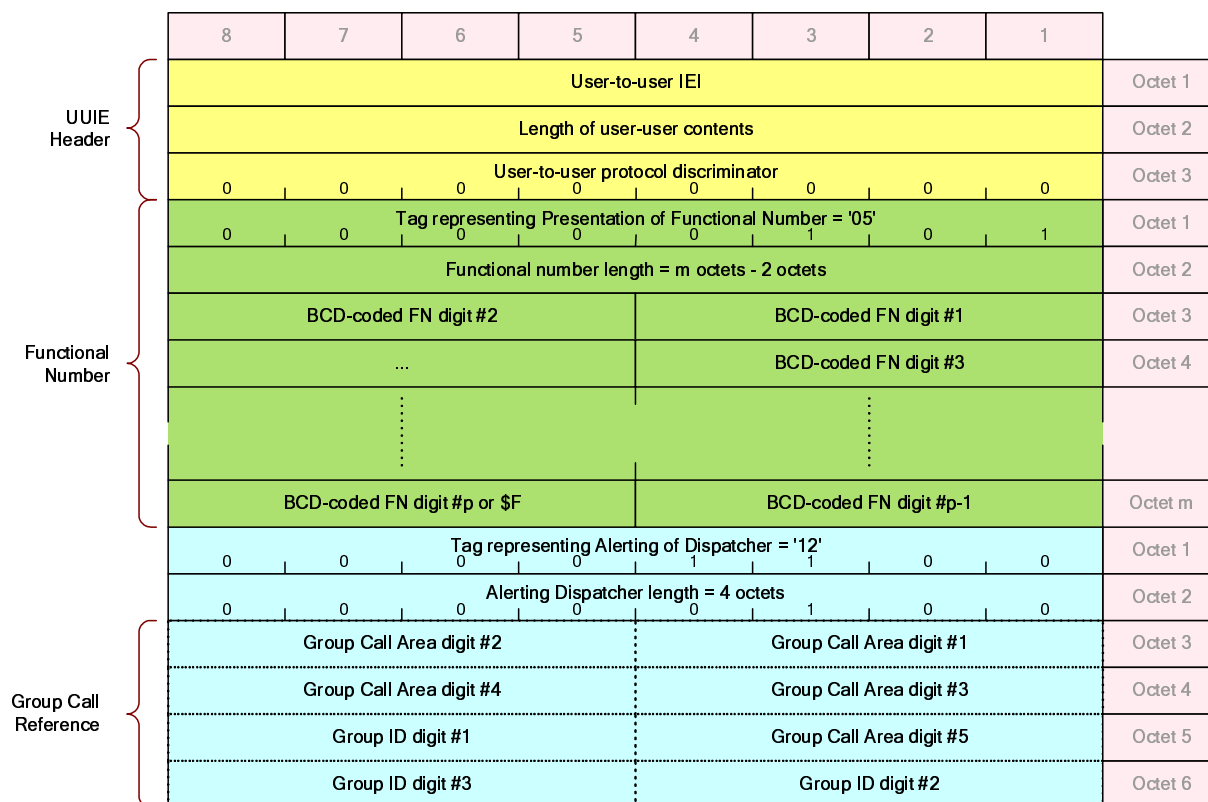 8 7 6 5 4 3 2 1
UUIE
Header
User-to-user IEI
Octet 1
Length of user-user contents
Octet 2
User-to-user protocol discriminator
0 0 0 0 0 0 0 0
Octet 3
Functional
Number
Tag representing Presentation of Functional Number = '05'
0 0 0 0 0 1 0 1
Octet 1
Functional number length = m octets - 2 octets
Octet 2
BCD-coded FN digit #2
BCD-coded FN digit #1
Octet 3
...
BCD-coded FN digit #3
Octet 4
BCD-coded FN digit #p or $F
BCD-coded FN digit #p-1
Octet m
Tag representing Alerting of Dispatcher = '12'
0 0 0 0 1 1 0 0
Octet 1
Alerting Dispatcher length = 4 octets
0 0 0 0 0 1 0 0
Octet 2
Group Call
Reference
Group Call Area digit #2
Group Call Area digit #1
Octet 3
Group Call Area digit #4
Group Call Area digit #3
Octet 4
Group ID digit #1
Group Call Area digit #5
Octet 5
Group ID digit #3
Group ID digit #2
Octet 6